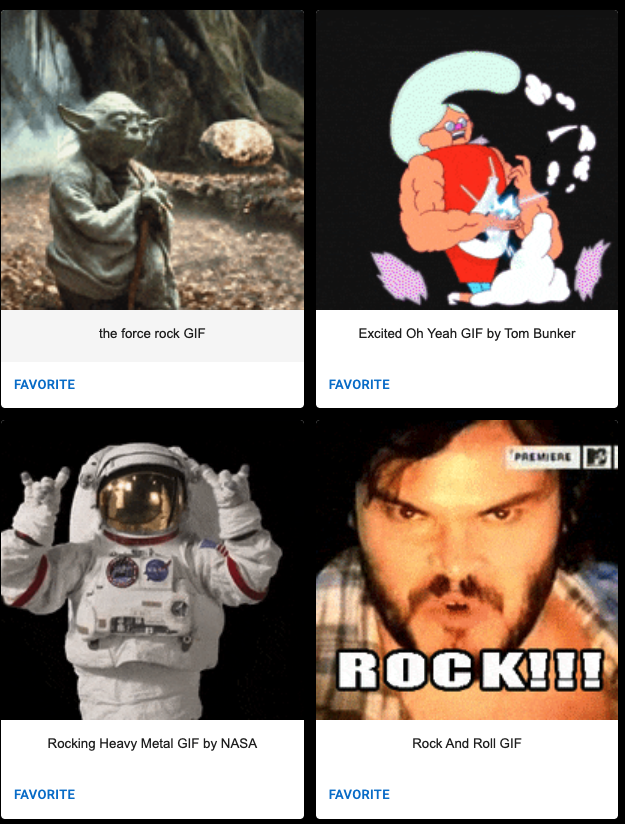 the force rock GIF
Excited Oh Yeah GIF by Tom Bunker
FAVORITE
FAVORITE
PREMIERE
ROCK!!!
Rocking Heavy Metal GIF by NASA
Rock And Roll GIF
FAVORITE
FAVORITE